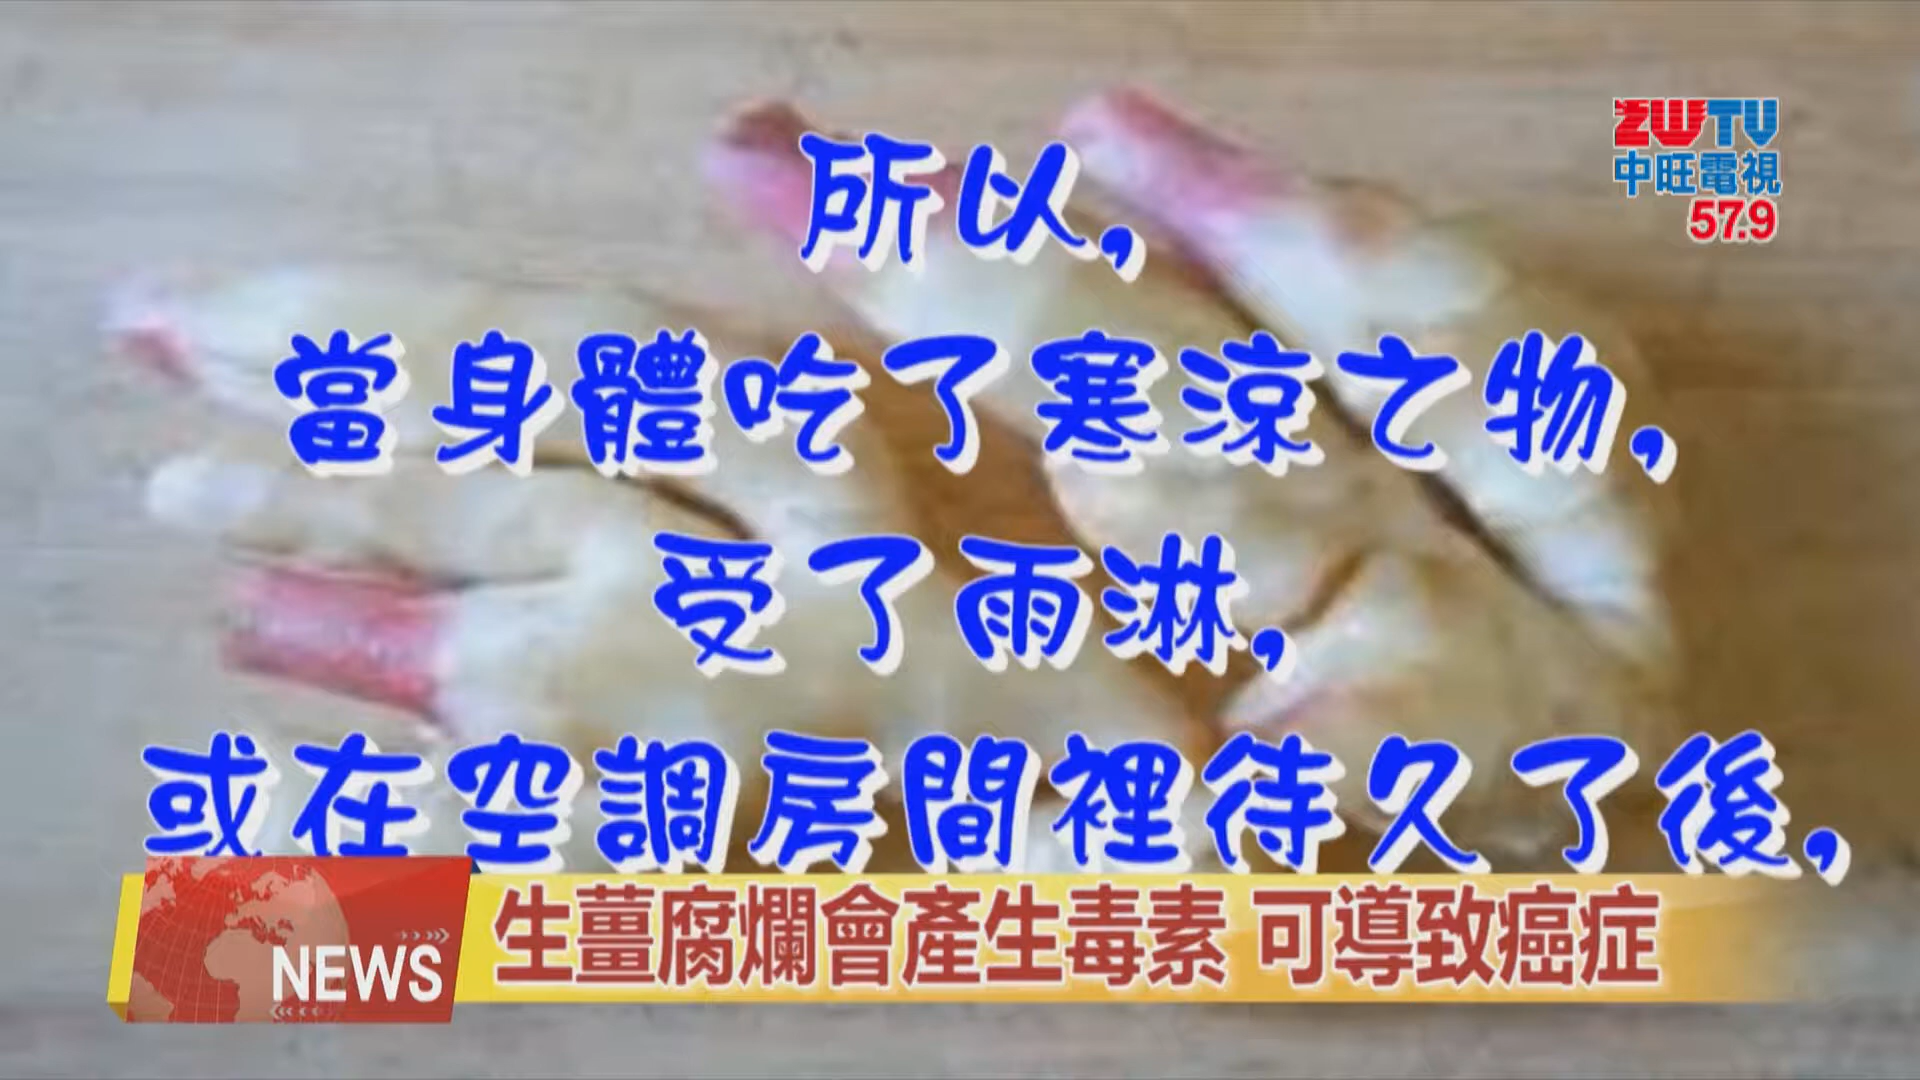 ZWTV
中旺電視
57.9
所以,
當身體吃了寒涼之物,
受了雨淋,
或在空調房間裡待久了後,
NEWS
生薑腐爛會產生毒素 可導致癌症